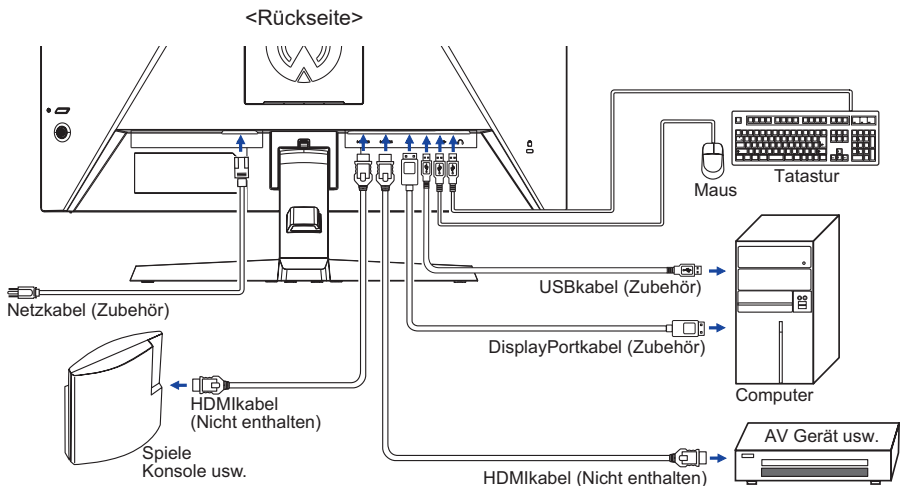 <Rückseite>
Maus
Tatastur
USBkabel (Zubehör)
Netzkabel (Zubehör)
DisplayPortkabel (Zubehör)
Computer
HDMIkabel
(Nicht enthalten)
Spiele
Konsole usw.
AV Gerät usw.
HDMIkabel (Nicht enthalten)